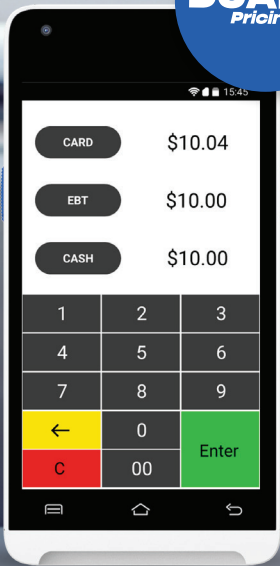 Pricin
15:45
CARD $10.04
EBT $10.00
CASH $10.00
1 2 3
4 5 6
7 8 9
← 0
Enter
C 00